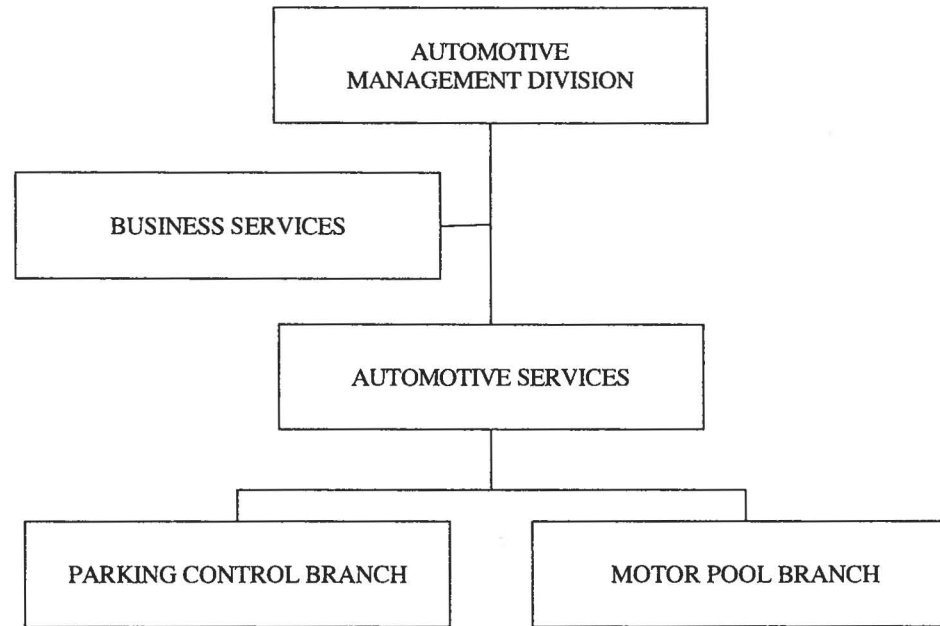 AUTOMOTIVE
MANAGEMENT DIVISION
BUSINESS SERVICES
AUTOMOTIVE SERVICES
PARKING CONTROL BRANCH
MOTOR POOL BRANCH